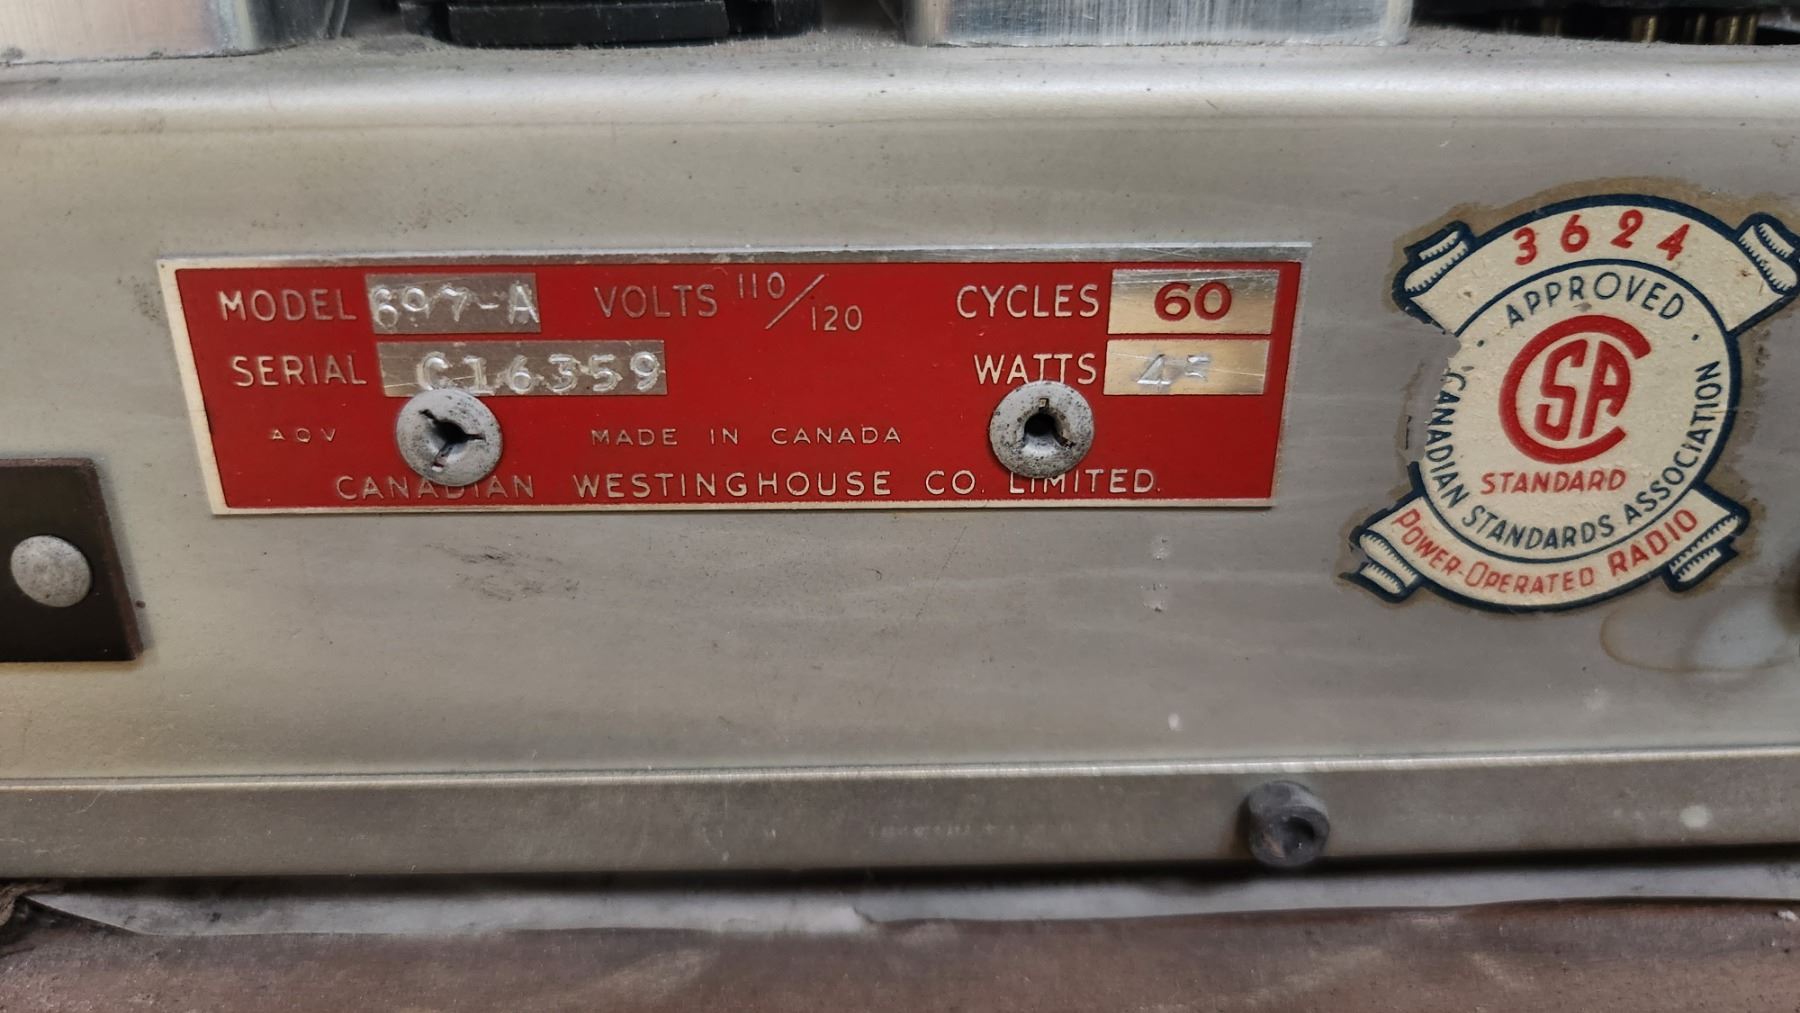 MODEL 697-A VOLTS 110/120 CYCLES 60
SERIAL C16359 WATTS
AOV MADE IN CANADA
CANADIAN WESTINGHOUSE CO. LIMITED.
3624
APPROVED
CSA
STANDARD
CANADIAN STANDARDS ASSOCIATION
POWER-OPERATED RADIO